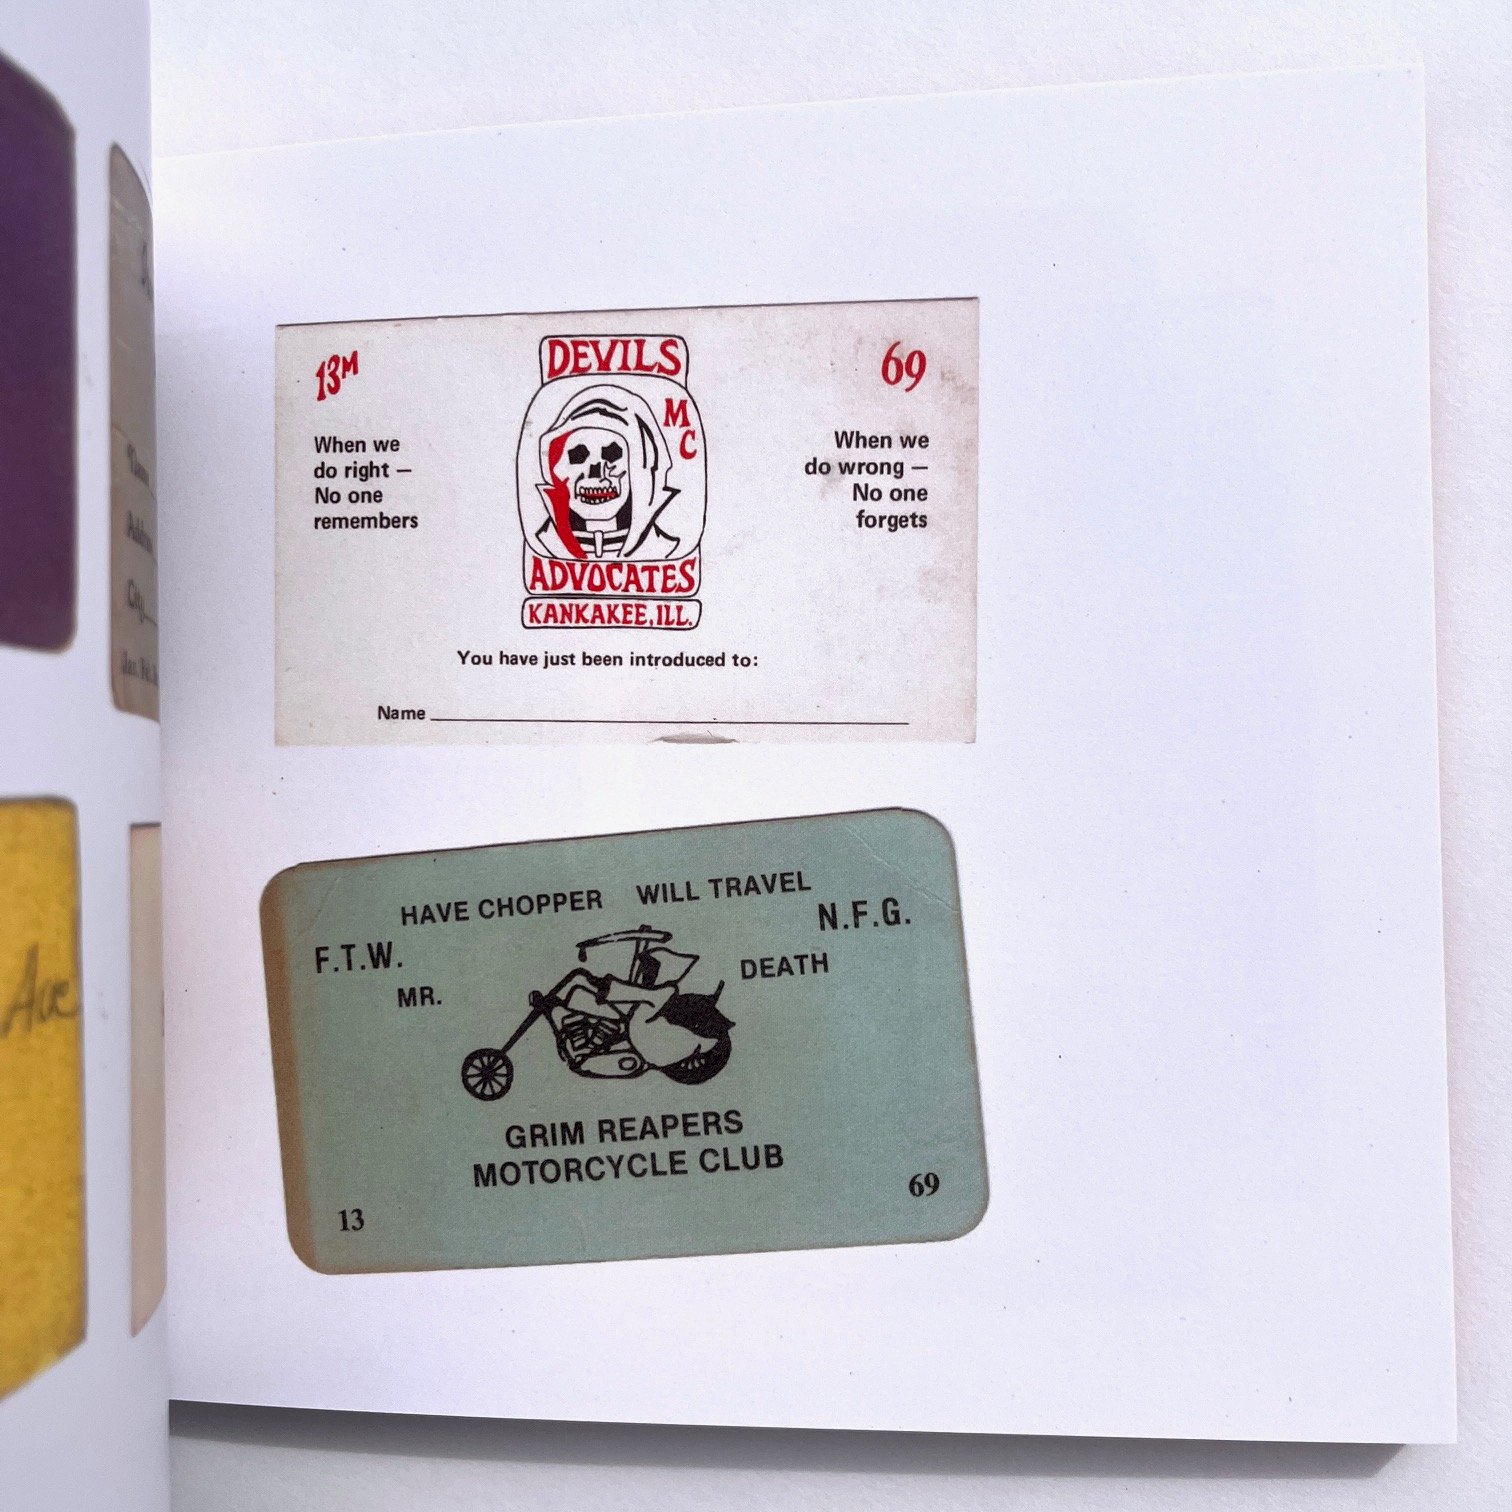 13M
DEVILS
MC
69
When we
do right —
No one
remembers
When we
do wrong —
No one
forgets
ADVOCATES
KANKAKEE, ILL.
You have just been introduced to:
Name
HAVE CHOPPER WILL TRAVEL
F.T.W.
N.F.G.
MR.
DEATH
GRIM REAPERS
MOTORCYCLE CLUB
13
69
Ave